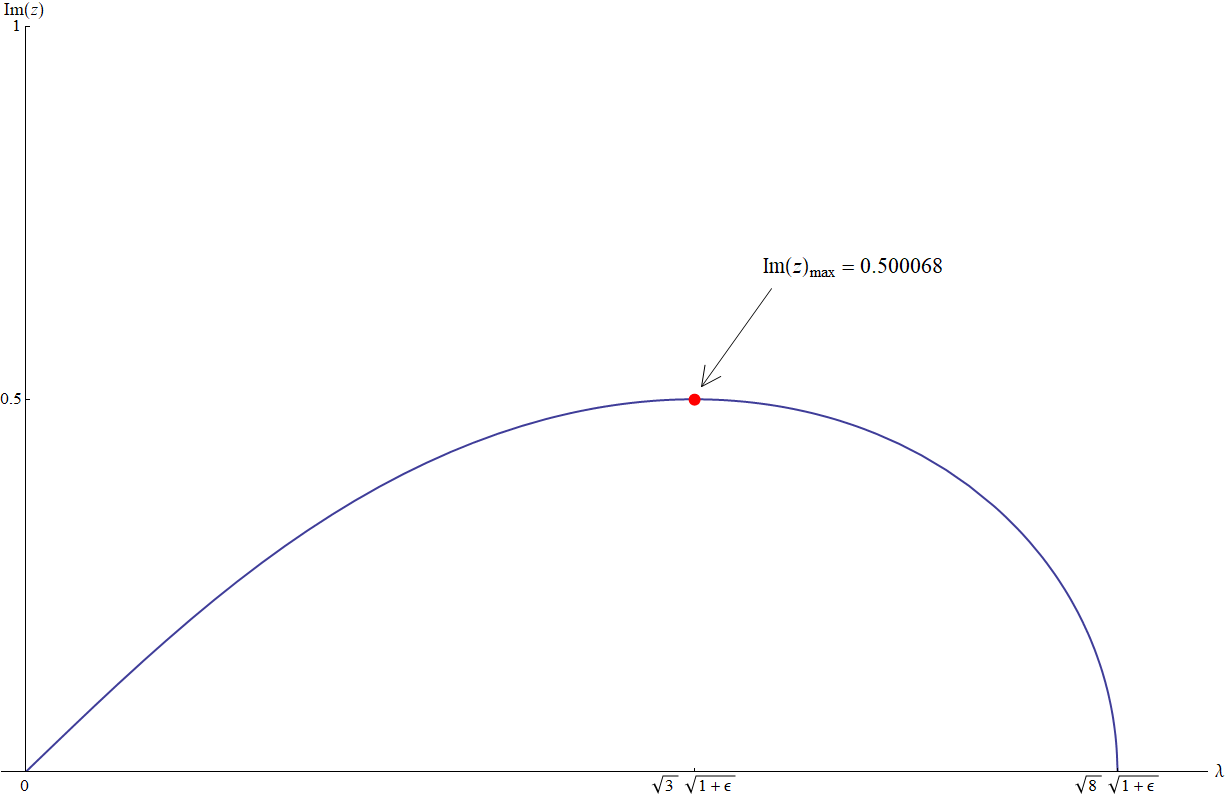 Im(z)
1
Im(z)max = 0.500068
0.5
λ
0
√3 √1 + ϵ
√8 √1 + ϵ